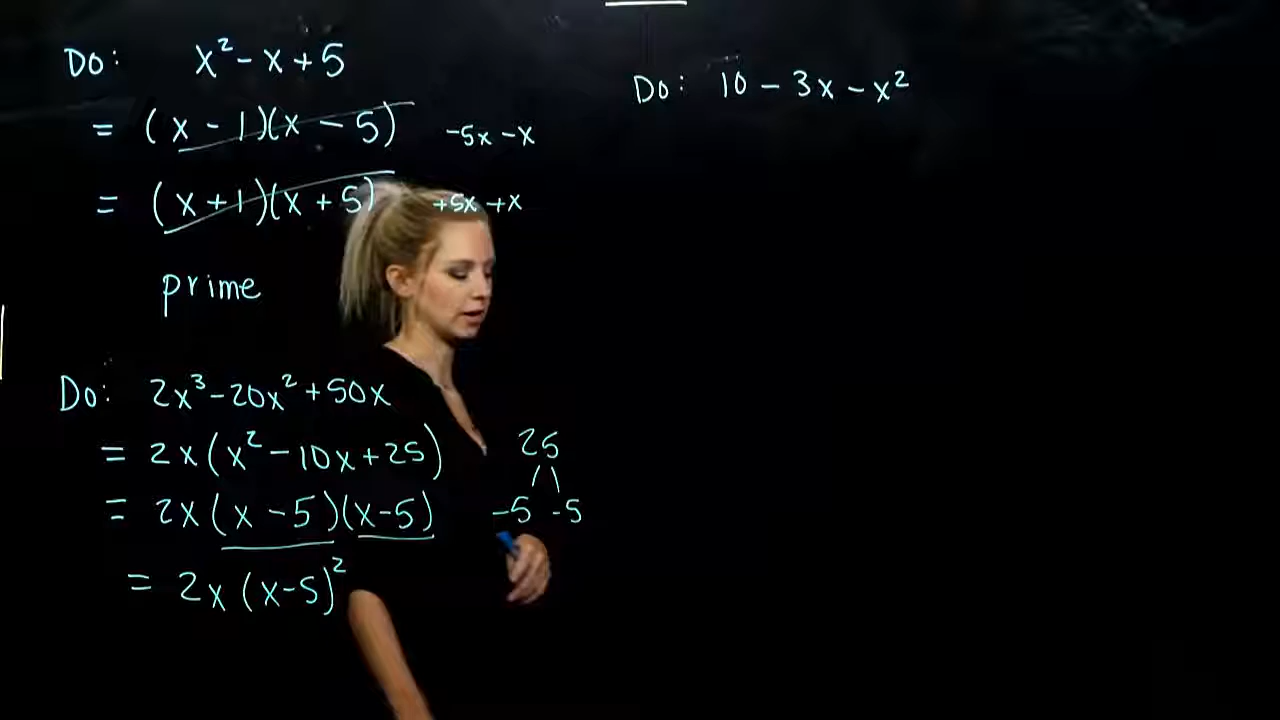 Do: x² - x + 5
= (x - 1)(x - 5) -5x - x
= (x + 1)(x + 5) +5x + x
prime
Do: 2x³ - 20x² + 50x
= 2x(x² - 10x + 25) 25
= 2x(x - 5)(x - 5) -5 -5
= 2x(x - 5)²
Do: 10 - 3x - x²